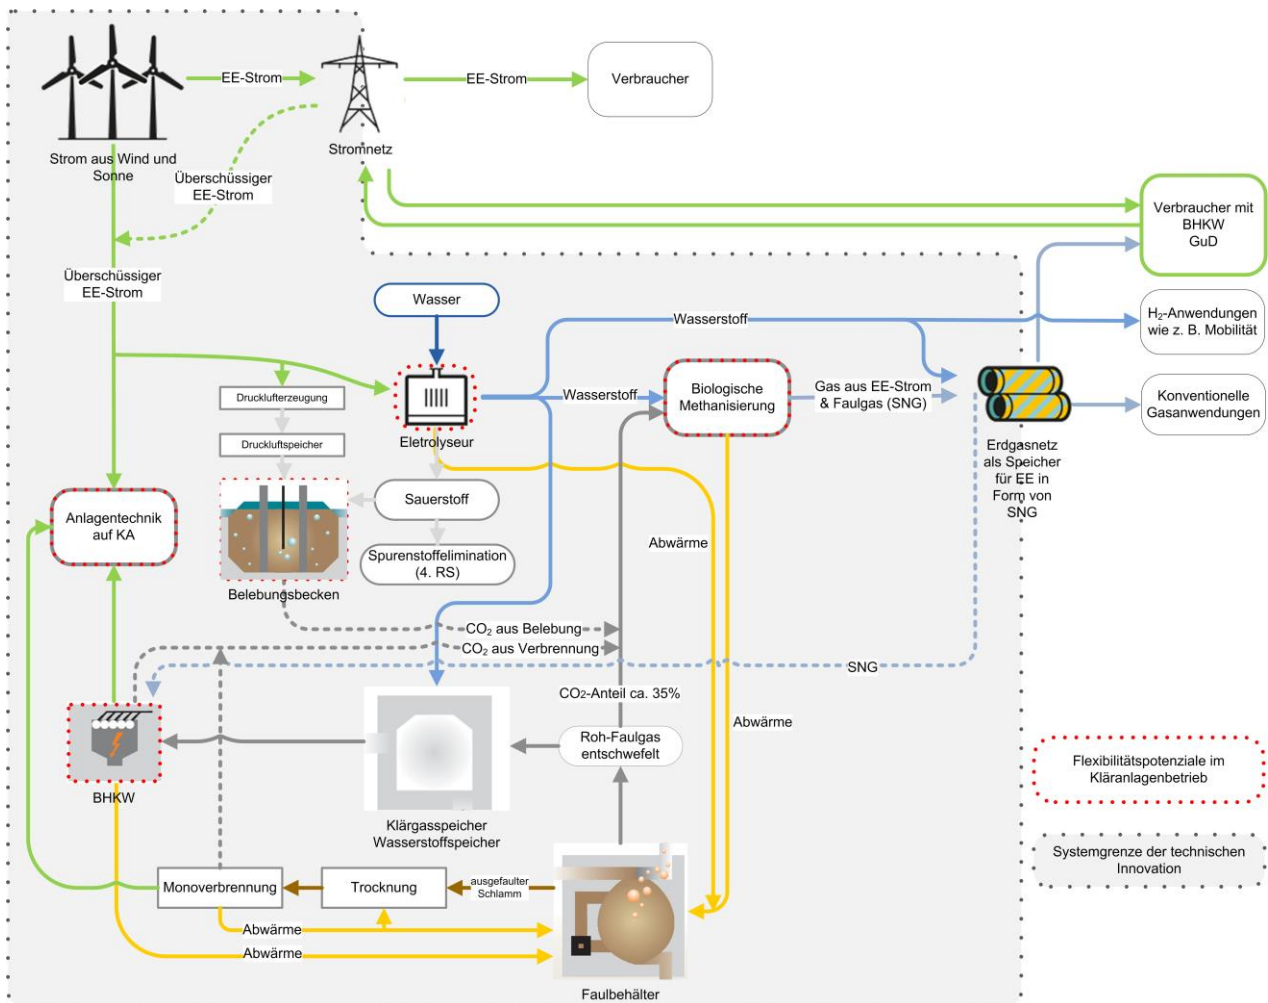 EE-Strom
EE-Strom
Verbraucher
Stromnetz
Strom aus Wind und
Sonne
Überschüssiger
EE-Strom
Verbraucher mit
BHKW
GuD
Überschüssiger
EE-Strom
Wasser
Wasserstoff
H₂-Anwendungen
wie z. B. Mobilität
Biologische
Methanisierung
Wasserstoff
Gas aus EE-Strom
& Faulgas (SNG)
Drucklufterzeugung
Konventionelle
Gasanwendungen
Eletrolyseur
Druckluftspeicher
Erdgasnetz
als Speicher
für EE in
Form von
SNG
Sauerstoff
Anlagentechnik
auf KA
Abwärme
Spurenstoffelimination
(4. RS)
Belebungsbecken
CO₂ aus Belebung
CO₂ aus Verbrennung
SNG
CO₂-Anteil ca. 35%
Abwärme
Roh-Faulgas
entschwefelt
Flexibilitätspotenziale im
Kläranlagenbetrieb
BHKW
Klärgasspeicher
Wasserstoffspeicher
Systemgrenze der technischen
Innovation
Monoverbrennung
Trocknung
ausgefaulter
Schlamm
Abwärme
Abwärme
Faulbehälter